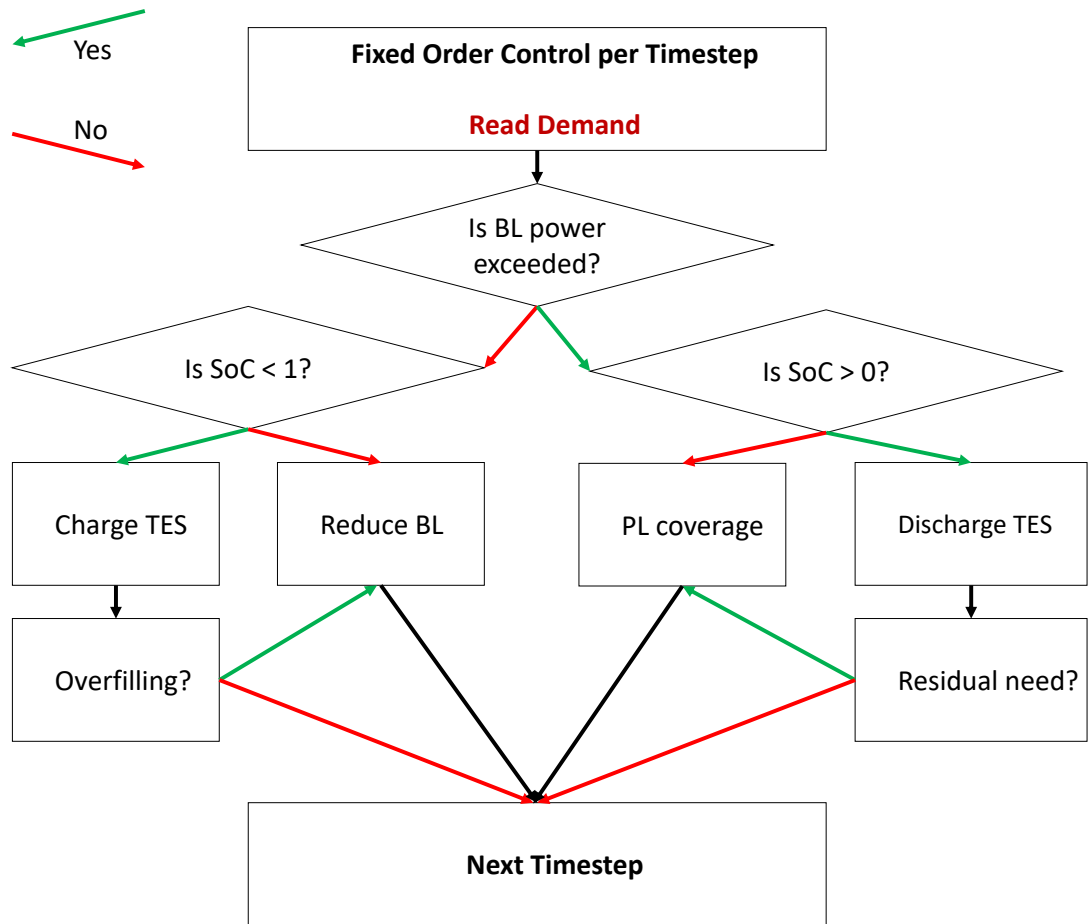 Yes
No
Fixed Order Control per Timestep
Read Demand
Is BL power
exceeded?
Is SoC < 1?
Is SoC > 0?
Charge TES
Reduce BL
PL coverage
Discharge TES
Overfilling?
Residual need?
Next Timestep